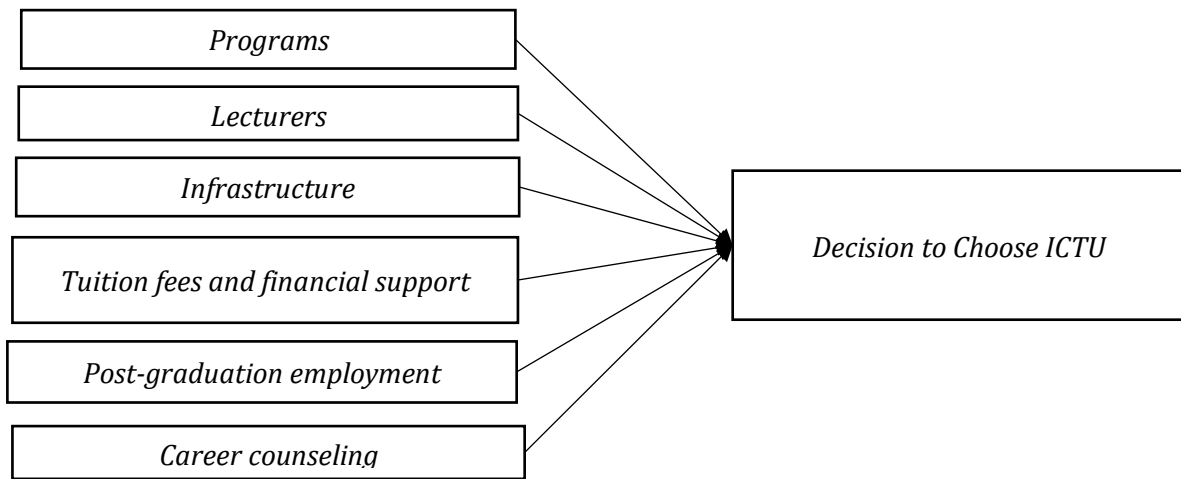 Programs
Lecturers
Infrastructure
Tuition fees and financial support
Post-graduation employment
Career counseling
Decision to Choose ICTU